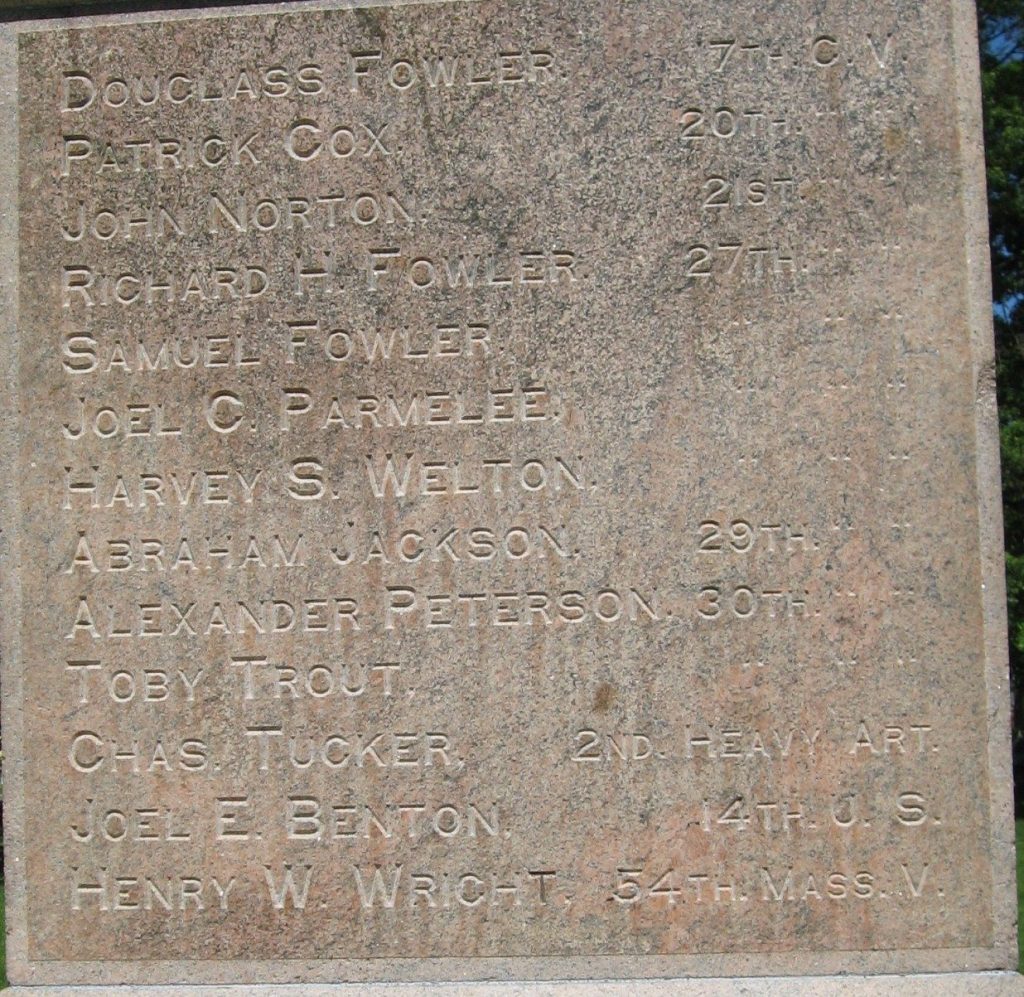 DOUGLASS FOWLER. 17TH. C. V.
PATRICK COX. 20TH. " "
JOHN NORTON. 21ST. " "
RICHARD H. FOWLER. 27TH. " "
SAMUEL FOWLER. " " "
JOEL C. PARMELEE. " " "
HARVEY S. WELTON. " " "
ABRAHAM JACKSON. 29TH. " "
ALEXANDER PETERSON. 30TH. " "
TOBY TROUT. " " "
CHAS. TUCKER. 2ND. HEAVY ART.
JOEL E. BENTON. 14TH. U. S.
HENRY W. WRIGHT. 54TH. MASS. V.